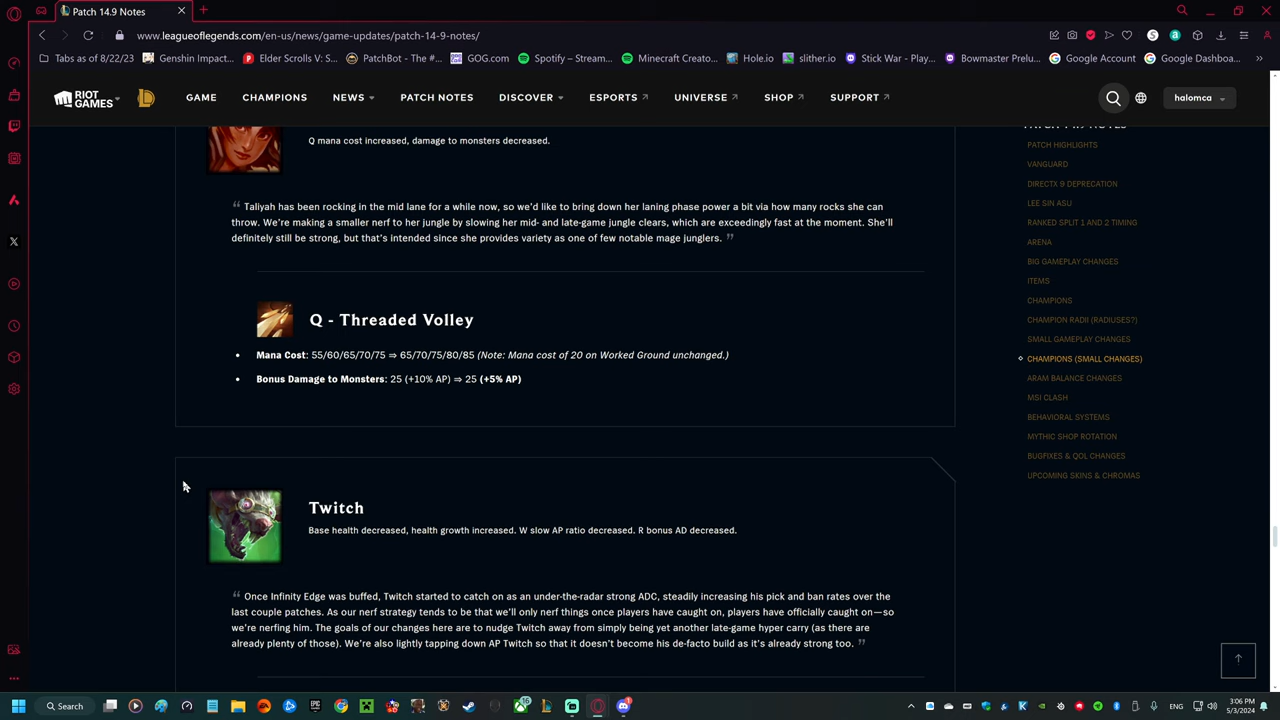 Patch 14.9 Notes
www.leagueoflegends.com/en-us/news/game-updates/patch-14-9-notes/
Tabs as of 8/22/23 Genshin Impact... Elder Scrolls V: S... PatchBot - The #... GOG.com Spotify – Stream... Minecraft Creato... Hole.io slither.io Stick War - Play... Bowmaster Prelu... Google Account Google Dashboa... »
RIOT GAMES GAME CHAMPIONS NEWS PATCH NOTES DISCOVER ESPORTS UNIVERSE SHOP SUPPORT halomca
PATCH 14.9 NOTES
Q mana cost increased, damage to monsters decreased.
“ Taliyah has been rocking in the mid lane for a while now, so we'd like to bring down her laning phase power a bit via how many rocks she can
throw. We're making a smaller nerf to her jungle by slowing her mid- and late-game jungle clears, which are exceedingly fast at the moment. She'll
definitely still be strong, but that's intended since she provides variety as one of few notable mage junglers. ”
Q - Threaded Volley
• Mana Cost: 55/60/65/70/75 ⇒ 65/70/75/80/85 (Note: Mana cost of 20 on Worked Ground unchanged.)
• Bonus Damage to Monsters: 25 (+10% AP) ⇒ 25 (+5% AP)
Twitch
Base health decreased, health growth increased. W slow AP ratio decreased. R bonus AD decreased.
“ Once Infinity Edge was buffed, Twitch started to catch on as an under-the-radar strong ADC, steadily increasing his pick and ban rates over the
last couple patches. As our nerf strategy tends to be that we'll only nerf things once players have caught on, players have officially caught on—so
we're nerfing him. The goals of our changes here are to nudge Twitch away from simply being yet another late-game hyper carry (as there are
already plenty of those). We're also lightly tapping down AP Twitch so that it doesn't become his de-facto build as it's already strong too. ”
PATCH HIGHLIGHTS
VANGUARD
DIRECTX 9 DEPRECATION
LEE SIN ASU
RANKED SPLIT 1 AND 2 TIMING
ARENA
BIG GAMEPLAY CHANGES
ITEMS
CHAMPIONS
CHAMPION RADII (RADIUSES?)
SMALL GAMEPLAY CHANGES
CHAMPIONS (SMALL CHANGES)
ARAM BALANCE CHANGES
MSI CLASH
BEHAVIORAL SYSTEMS
MYTHIC SHOP ROTATION
BUGFIXES & QOL CHANGES
UPCOMING SKINS & CHROMAS
Search
16
1
ENG
3:06 PM
5/3/2024